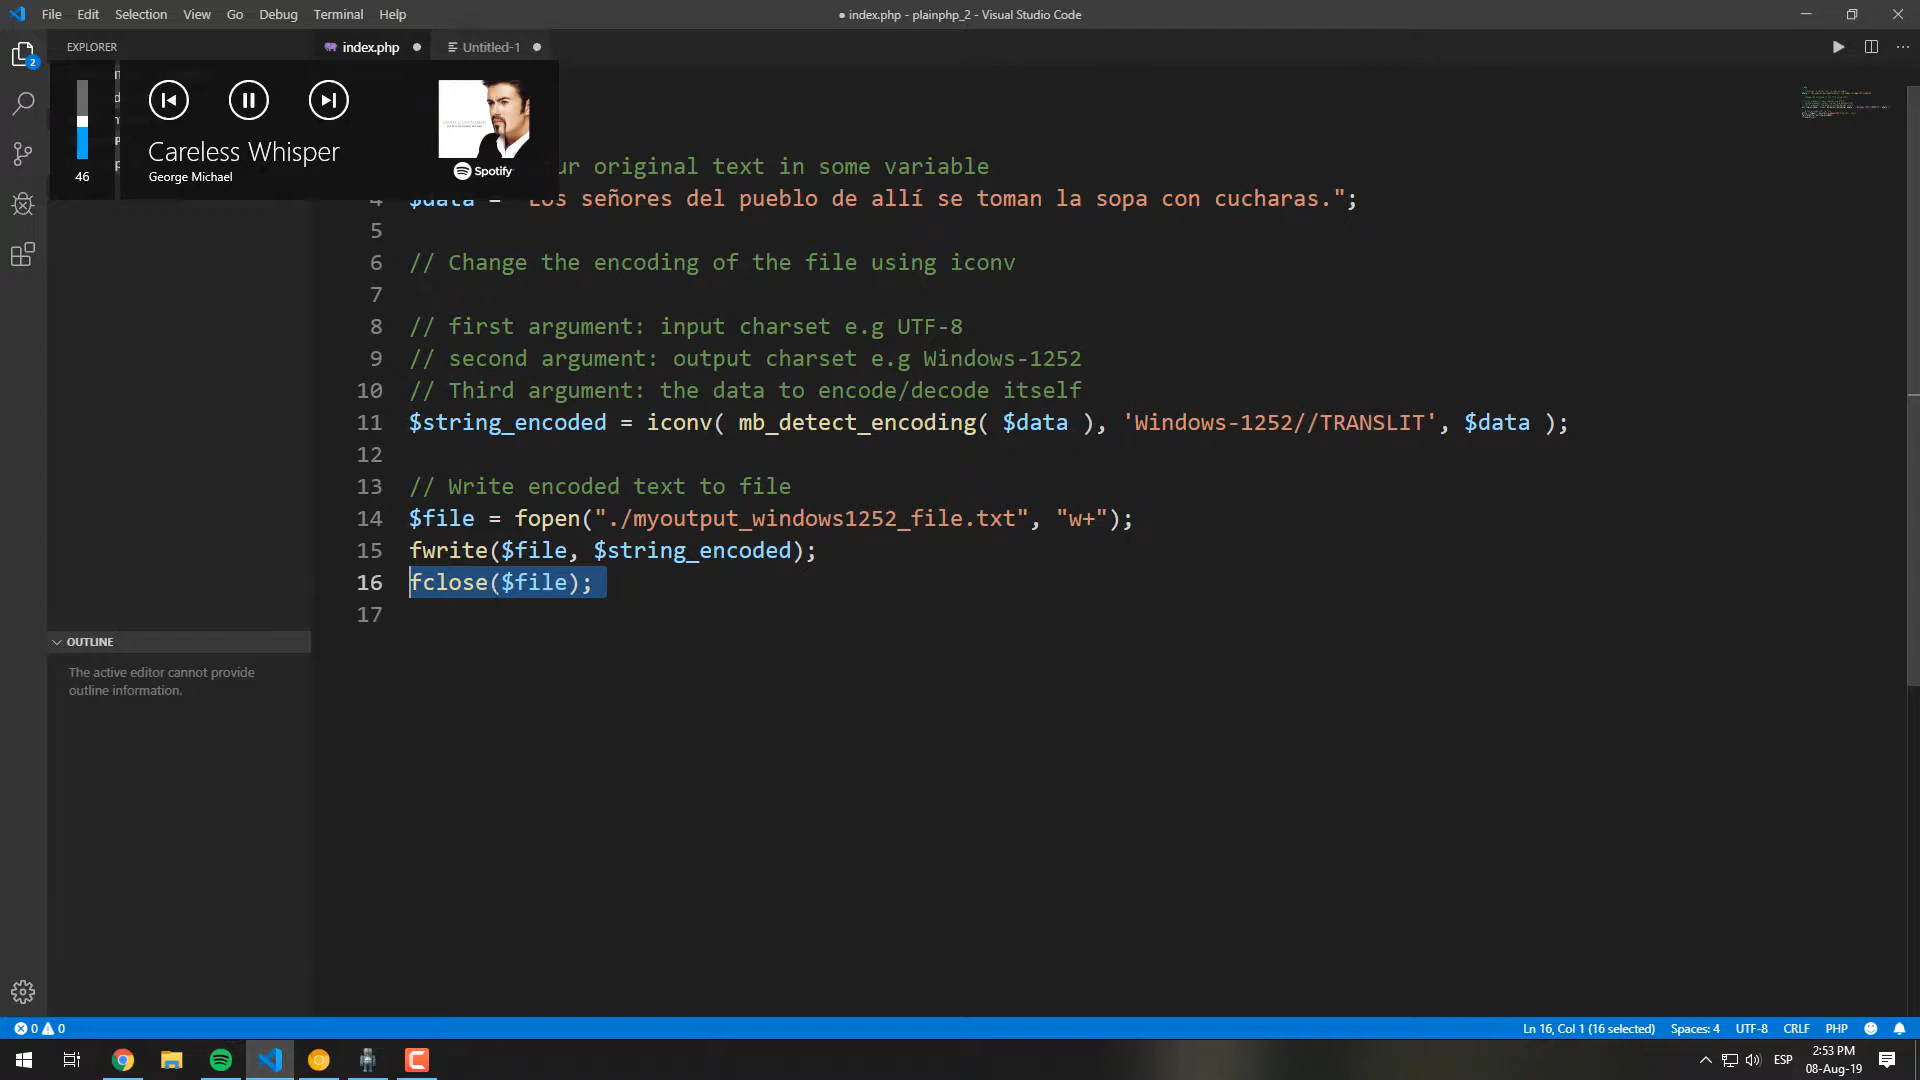 File Edit Selection View Go Debug Terminal Help
● index.php - plainphp_2 - Visual Studio Code
EXPLORER
index.php ●
Untitled-1 ●
2
46
Careless Whisper
George Michael
Spotify
ur original text in some variable
4 $data = "Los señores del pueblo de allí se toman la sopa con cucharas.";
5
6 // Change the encoding of the file using iconv
7
8 // first argument: input charset e.g UTF-8
9 // second argument: output charset e.g Windows-1252
10 // Third argument: the data to encode/decode itself
11 $string_encoded = iconv( mb_detect_encoding( $data ), 'Windows-1252//TRANSLIT', $data );
12
13 // Write encoded text to file
14 $file = fopen("./myoutput_windows1252_file.txt", "w+");
15 fwrite($file, $string_encoded);
16 fclose($file);
17
OUTLINE
The active editor cannot provide
outline information.
0 0
Ln 16, Col 1 (16 selected) Spaces: 4 UTF-8 CRLF PHP
ESP
2:53 PM
08-Aug-19